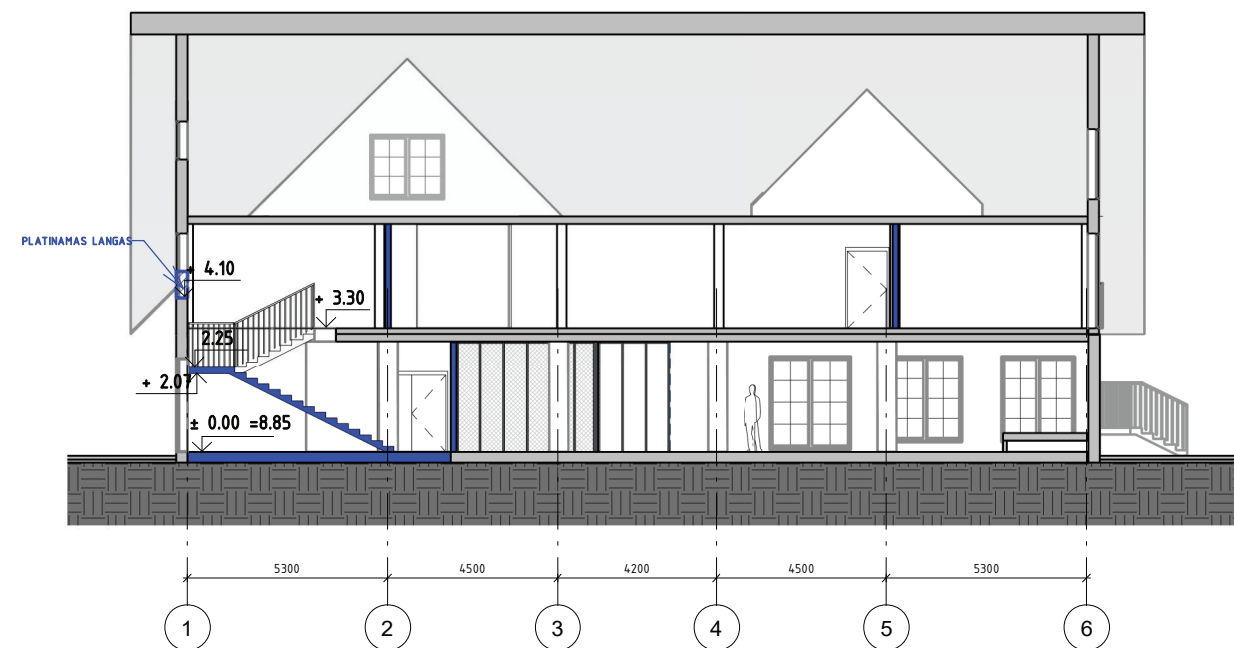 PLATINAMAS LANGAS
+ 4.10
+ 3.30
2.25
+ 2.07
± 0.00 =8.85
5300 4500 4200 4500 5300
1 2 3 4 5 6